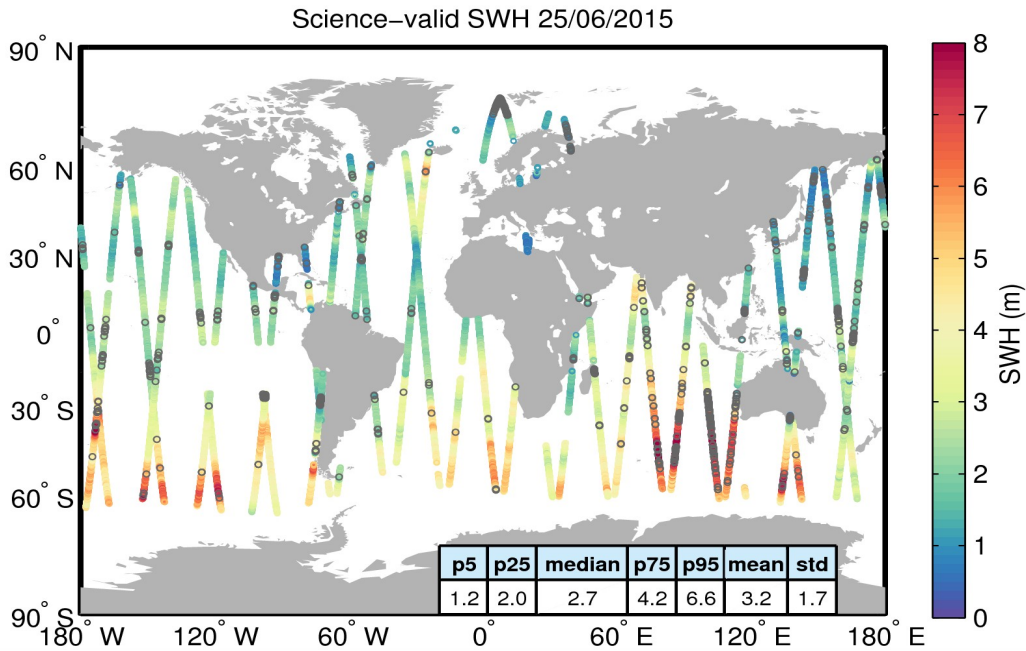 Science−valid SWH 25/06/2015
90° N
60° N
30° N
0°
30° S
60° S
90° S
180° W
120° W
60° W
0°
60° E
120° E
180° E
p5 p25 median p75 p95 mean std
1.2 2.0 2.7 4.2 6.6 3.2 1.7
8
7
6
5
4
3
2
1
0
SWH (m)